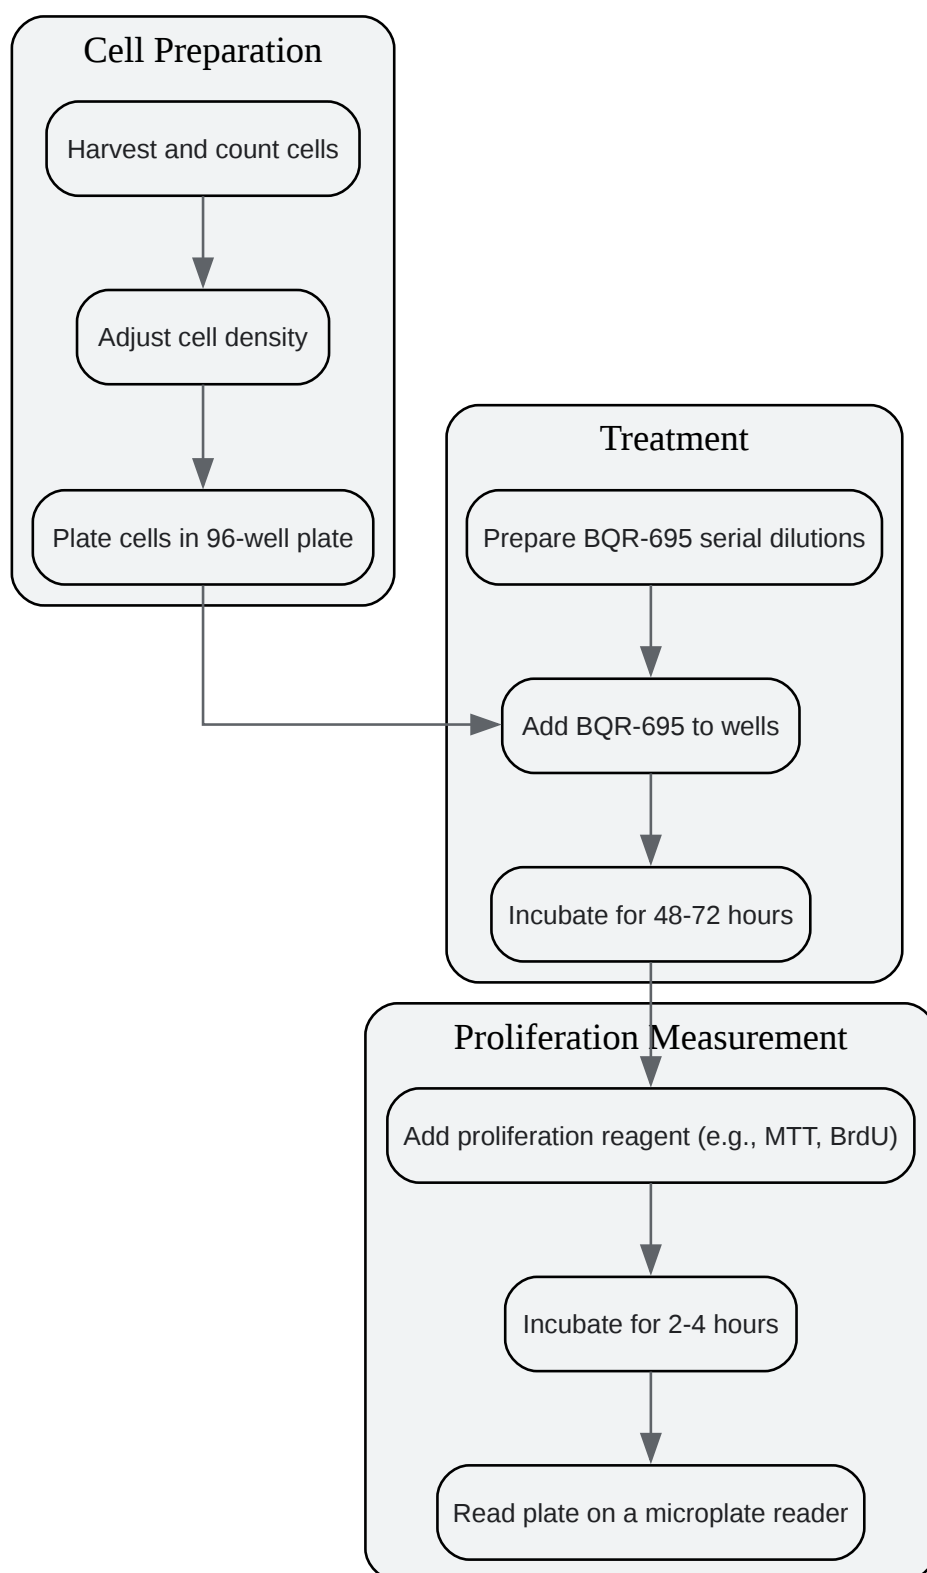 Cell Preparation
Harvest and count cells
Adjust cell density
Plate cells in 96-well plate
Treatment
Prepare BQR-695 serial dilutions
Add BQR-695 to wells
Incubate for 48-72 hours
Proliferation Measurement
Add proliferation reagent (e.g., MTT, BrdU)
Incubate for 2-4 hours
Read plate on a microplate reader